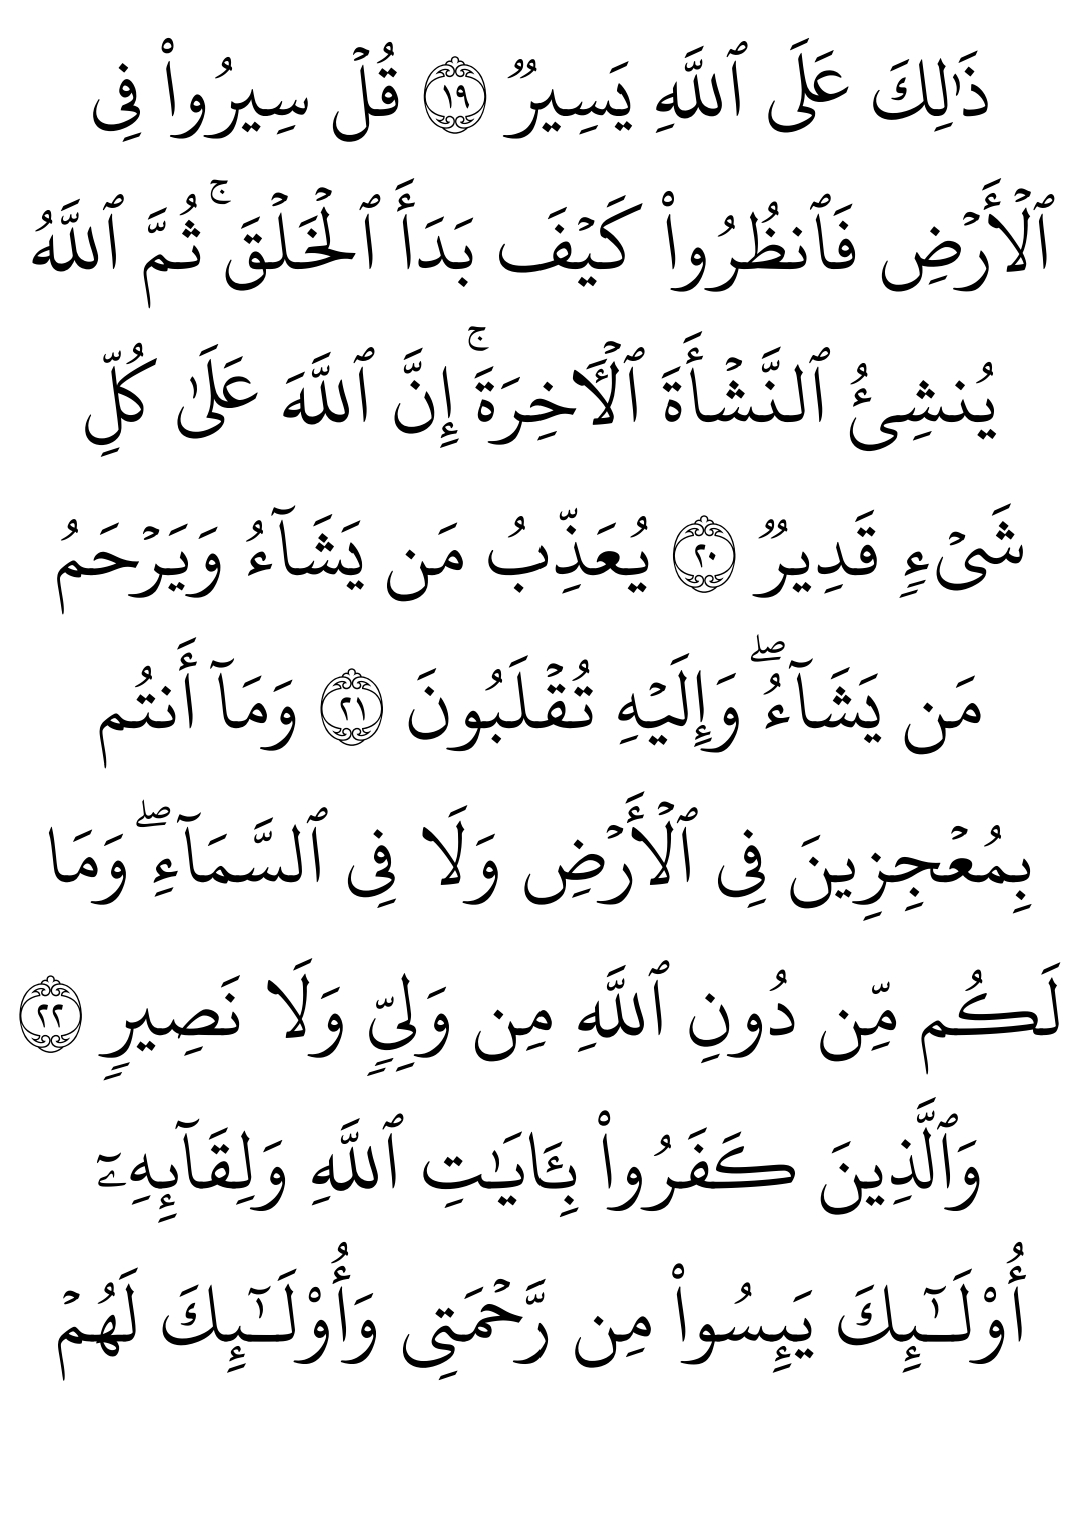 ذَٰلِكَ عَلَى ٱللَّهِ يَسِيرٌ ١٩ قُلۡ سِيرُواْ فِى
ٱلۡأَرۡضِ فَٱنظُرُواْ كَيۡفَ بَدَأَ ٱلۡخَلۡقَۚ ثُمَّ ٱللَّهُ
يُنشِئُ ٱلنَّشۡأَةَ ٱلۡأٓخِرَةَۚ إِنَّ ٱللَّهَ عَلَىٰ كُلِّ
شَىۡءٍ قَدِيرٌ ٢٠ يُعَذِّبُ مَن يَشَآءُ وَيَرۡحَمُ
مَن يَشَآءُۖ وَإِلَيۡهِ تُقۡلَبُونَ ٢١ وَمَآ أَنتُم
بِمُعۡجِزِينَ فِى ٱلۡأَرۡضِ وَلَا فِى ٱلسَّمَآءِۖ وَمَا
لَكُم مِّن دُونِ ٱللَّهِ مِن وَلِىٍّ وَلَا نَصِيرٍ ٢٢
وَٱلَّذِينَ كَفَرُواْ بِـَٔايَـٰتِ ٱللَّهِ وَلِقَآئِهِۦٓ
أُوْلَـٰٓئِكَ يَئِسُواْ مِن رَّحۡمَتِى وَأُوْلَـٰٓئِكَ لَهُمۡ